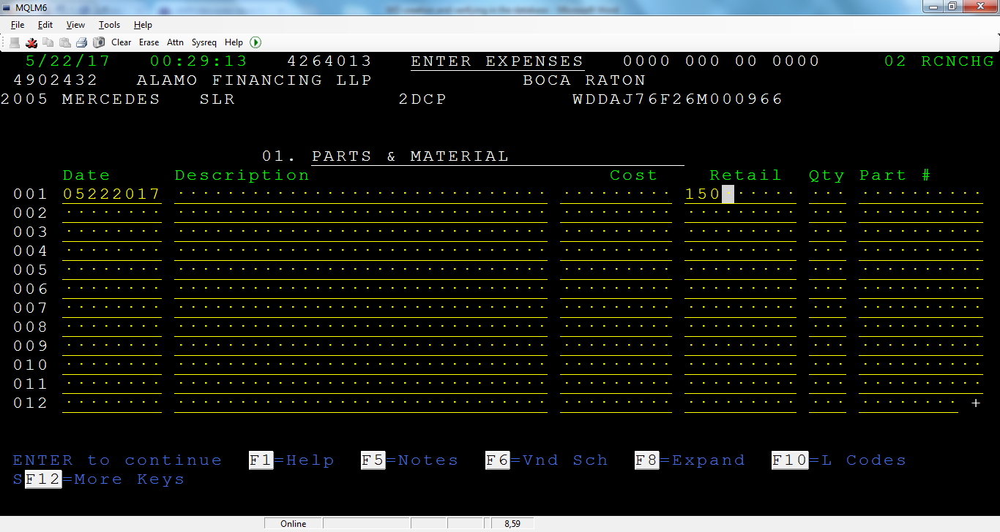 MQLM6
File Edit View Tools Help
Clear Erase Attn Sysreq Help
5/22/17 00:29:13 4264013 ENTER EXPENSES 0000 000 00 0000 02 RCNCHG
4902432 ALAMO FINANCING LLP BOCA RATON
2005 MERCEDES SLR 2DCP WDDAJ76F26M000966
01. PARTS & MATERIAL
Date Description Cost Retail Qty Part #
001 05222017 150
002
003
004
005
006
007
008
009
010
011
012 +
ENTER to continue F1=Help F5=Notes F6=Vnd Sch F8=Expand F10=L Codes
SF12=More Keys
Online 8,59